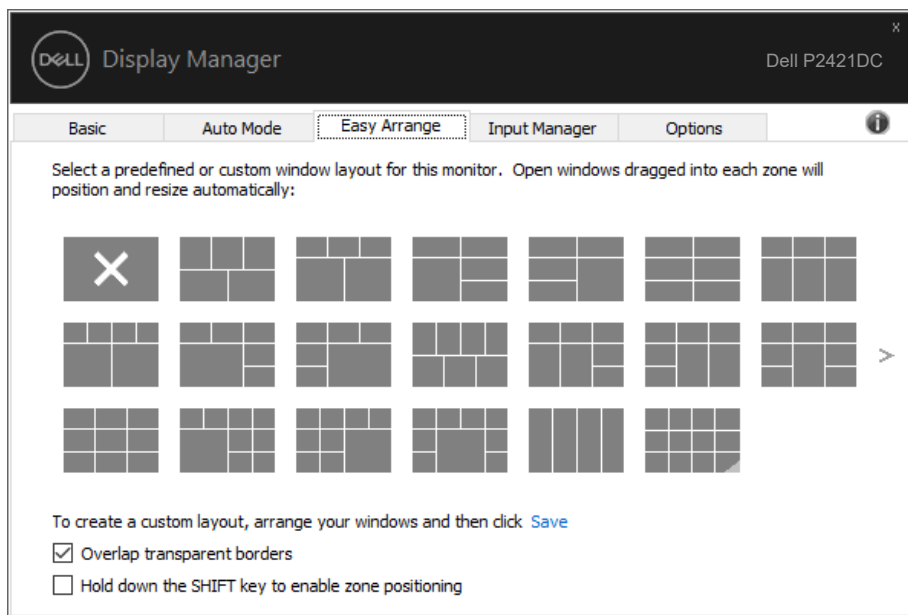 x
DELL Display Manager
Dell P2421DC
Basic Auto Mode Easy Arrange Input Manager Options i
Select a predefined or custom window layout for this monitor. Open windows dragged into each zone will
position and resize automatically:
>
To create a custom layout, arrange your windows and then click Save
Overlap transparent borders
Hold down the SHIFT key to enable zone positioning